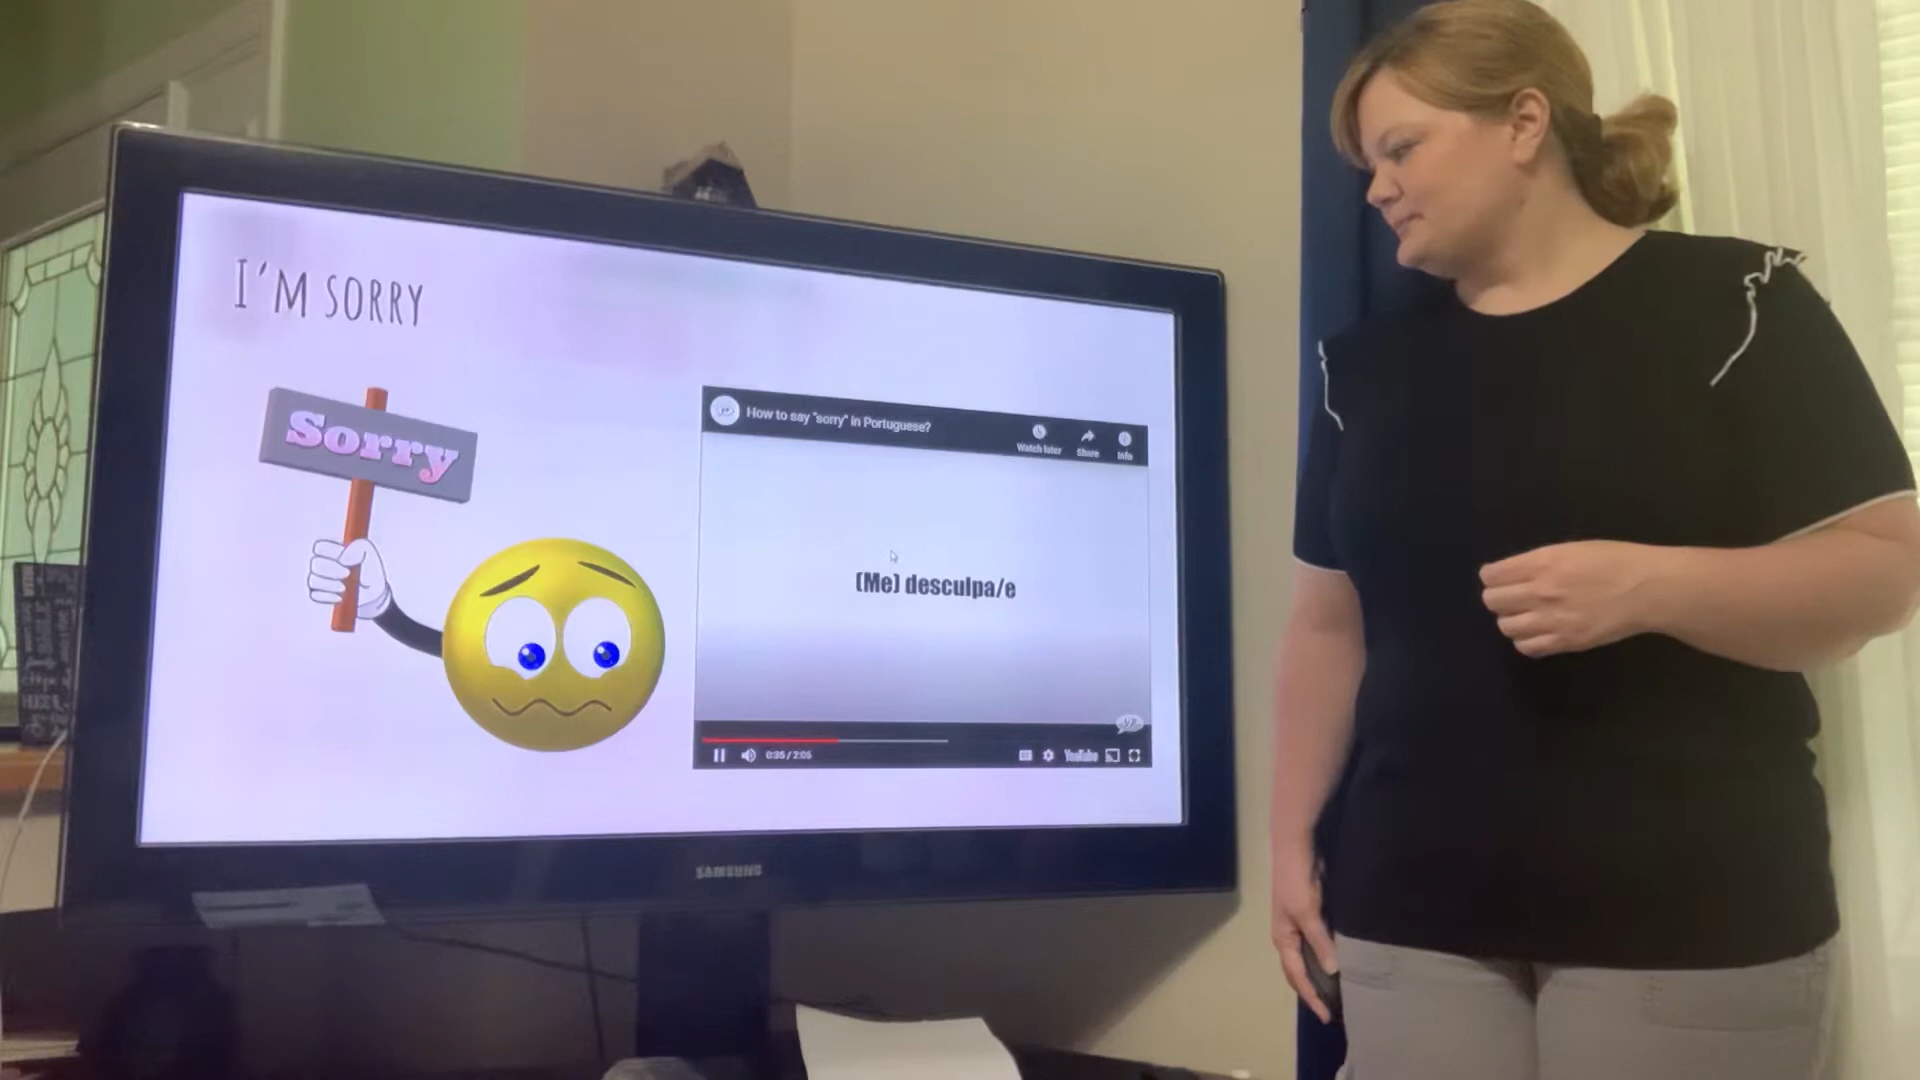 I'M SORRY
Sorry
How to say "sorry" in Portuguese?
Watch later
Share
Info
(Me) desculpa/e
0:35 / 2:05
YouTube
SAMSUNG